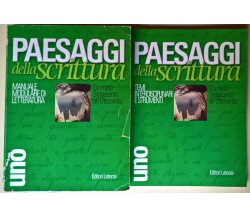 PAESAGGI
della scrittura
MANUALE
MODULARE DI
LETTERATURA
uno
Editori Laterza
PAESAGGI
della scrittura
TEMI
INTERDISCIPLINARI
E STRUMENTI
uno
Editori Laterza